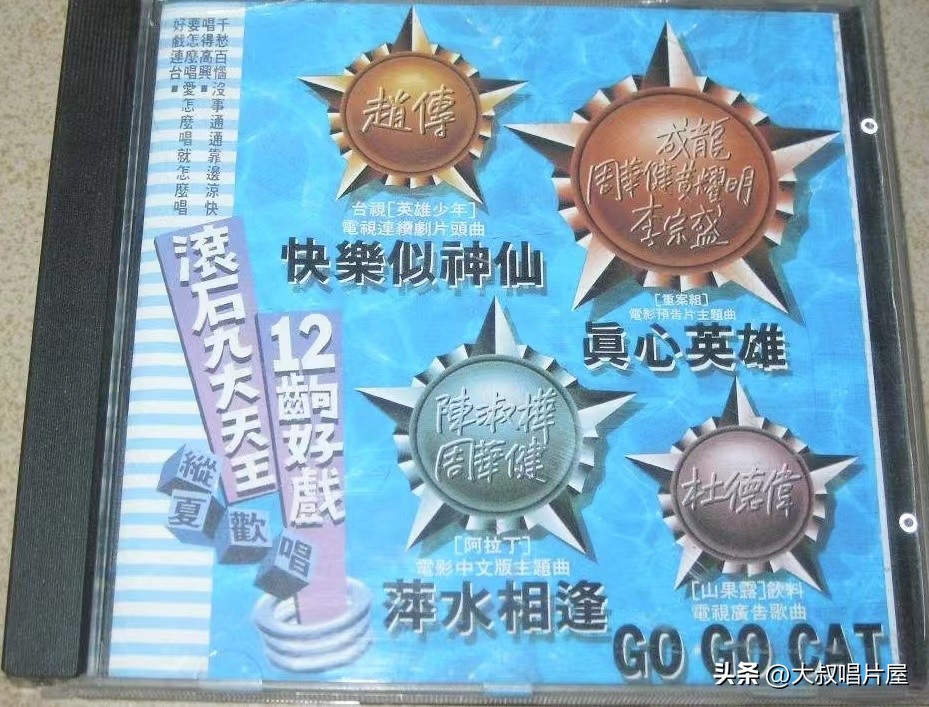 千愁百惱沒事通通靠邊涼快
唱得高興■
要怎麼唱愛怎麼唱就怎麼唱
好戲連台■
滾石九大天王
12齣好戲
縱夏歡唱
趙傳
台視[英雄少年]
電視連續劇片頭曲
快樂似神仙
成龍
周華健黃耀明
李宗盛
[重案組]
電影預告片主題曲
眞心英雄
陳淑樺
周華健
[阿拉丁]
電影中文版主題曲
萍水相逢
杜德偉
[山果露]飲料
電視廣告歌曲
GO GO CAT
头条 @大叔唱片屋